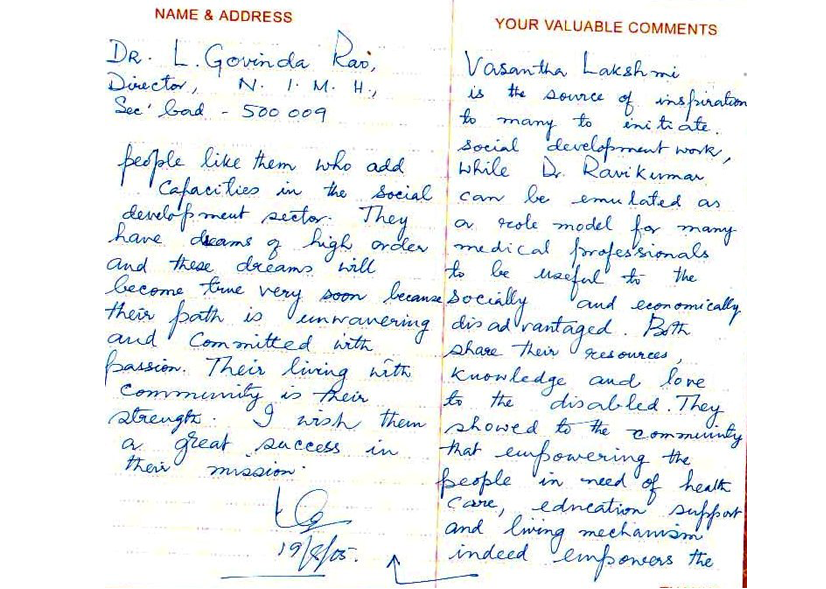 NAME & ADDRESS
Dr. L. Govinda Rao,
Director, N. I. M. H.,
Sec'bad - 500 009
YOUR VALUABLE COMMENTS
Vasantha Lakshmi
is the source of inspiration
to many to initiate.
social development work,
while Dr. Ravikumar
can be emulated as
a role model for many
medical professionals
to be useful to the
socially and economically
disadvantaged. Both
share their resources,
knowledge and love
to the disabled. They
showed to the community
that empowering the
people in need of health
care, education support
and living mechanism
indeed empowers the
people like them who add
capacities in the social
development sector. They
have dreams of high order
and these dreams will
become true very soon because
their path is unwavering
and committed with
passion. Their living with
community is their
strength. I wish them
a great success in
their mission.
19/8/05.